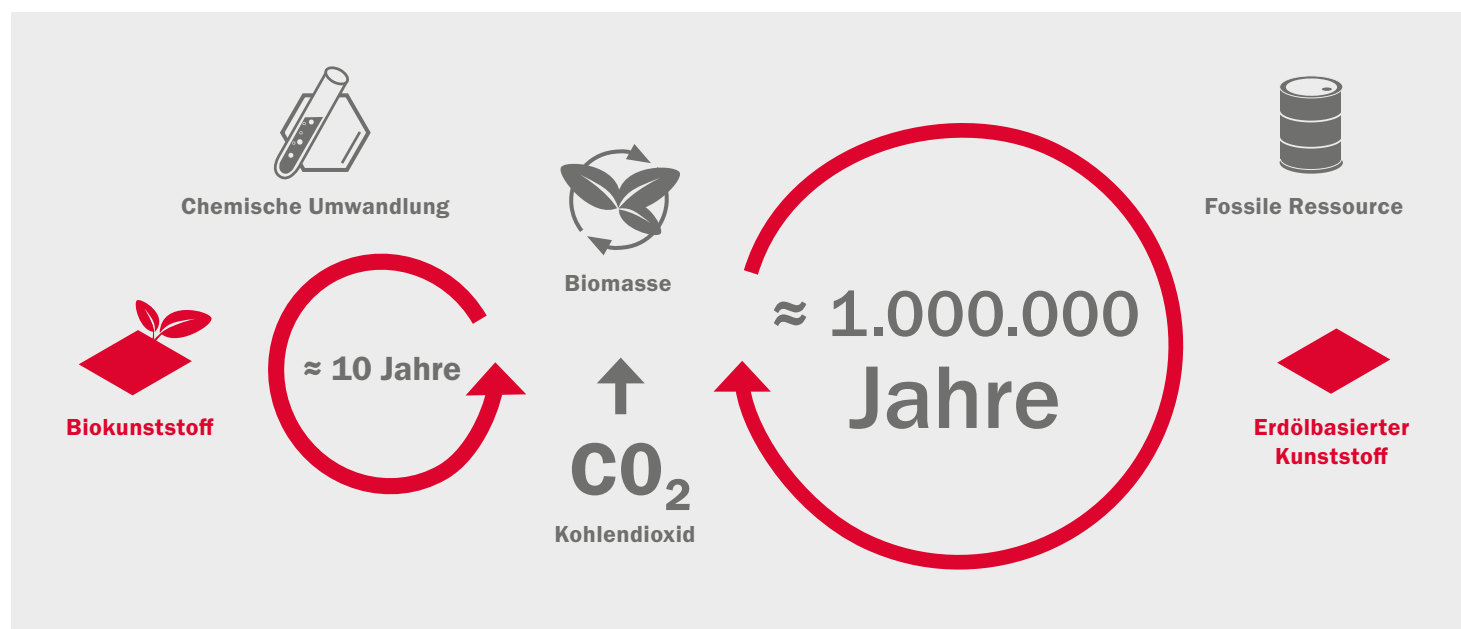 Chemische Umwandlung
Fossile Ressource
Biomasse
≈ 10 Jahre
≈ 1.000.000
Jahre
Biokunststoff
Erdölbasierter
Kunststoff
CO₂
Kohlendioxid